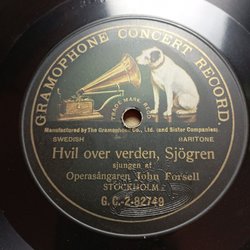 GRAMOPHONE CONCERT RECORD.
TRADE MARK REG.
Manufactured by The Gramophone Co., Ltd. (and Sister Companies)
SWEDISH BARITONE
Hvil over verden, Sjögren
sjungen af
Operasångaren John Forsell
STOCKHOLM
G.C.-2-82749